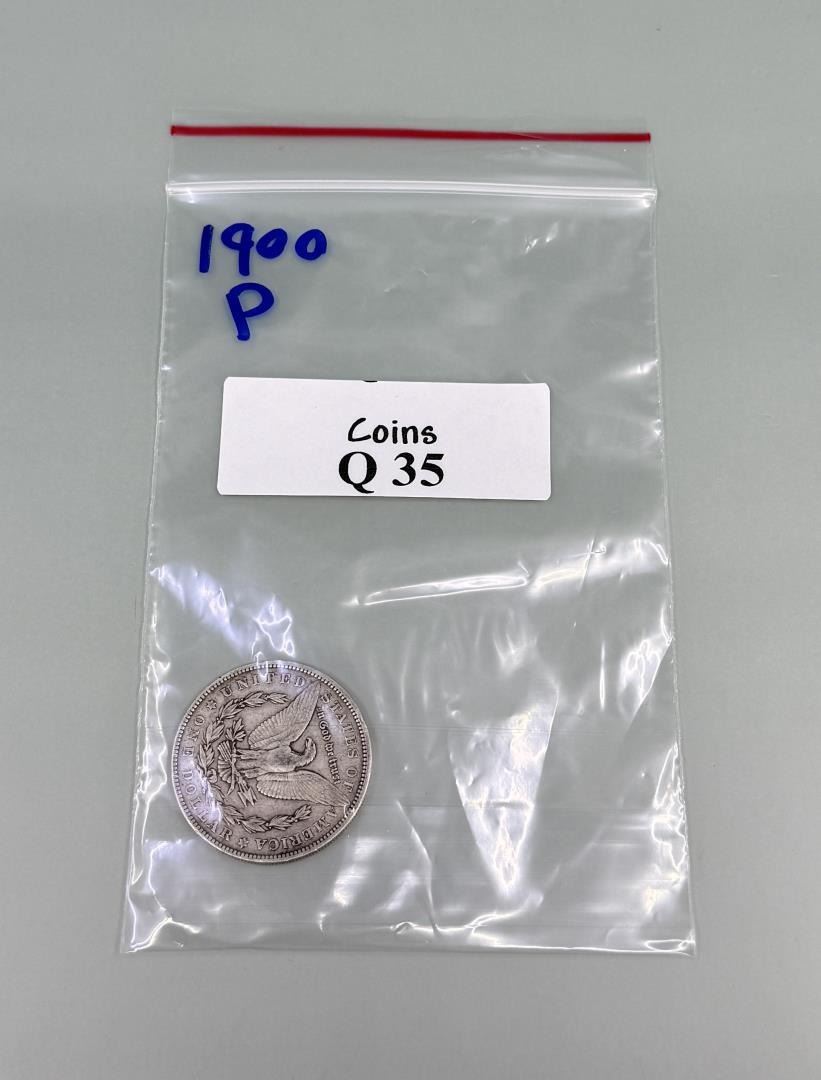 1900
P
Coins
Q 35
UNITED STATES OF AMERICA
In God we trust
ONE DOLLAR